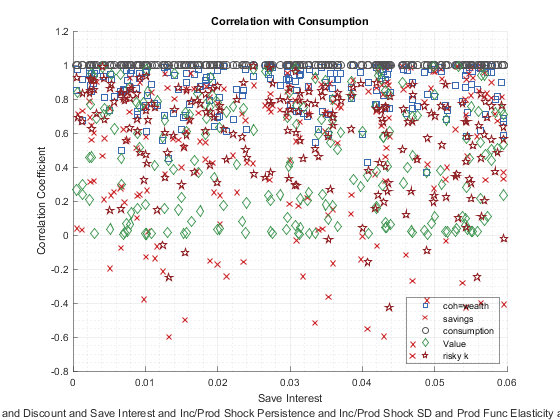 Correlation with Consumption
1.2
1
0.8
0.6
0.4
0.2
0
-0.2
-0.4
-0.6
-0.8
Correlation Coefficient
0
0.01
0.02
0.03
0.04
0.05
0.06
Save Interest
coh=wealth
savings
consumption
Value
risky k
and Discount and Save Interest and Inc/Prod Shock Persistence and Inc/Prod Shock SD and Prod Func Elasticity a